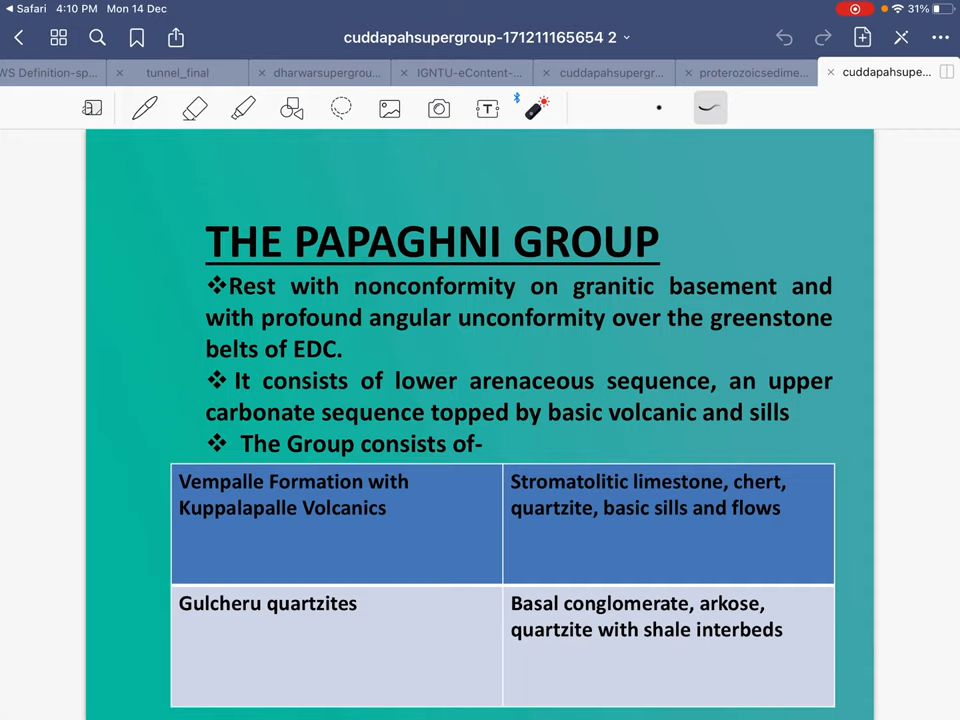 Safari 4:10 PM Mon 14 Dec 31%
cuddapahsupergroup-171211165654 2
WS Definition-sp... tunnel_final dharwarsupergrou... IGNTU-eContent-... cuddapahsupergr... proterozoicsedime... cuddapahsupe...
T
THE PAPAGHNI GROUP
❖Rest with nonconformity on granitic basement and
with profound angular unconformity over the greenstone
belts of EDC.
❖ It consists of lower arenaceous sequence, an upper
carbonate sequence topped by basic volcanic and sills
❖ The Group consists of-
Vempalle Formation with
Kuppalapalle Volcanics
Stromatolitic limestone, chert,
quartzite, basic sills and flows
Gulcheru quartzites
Basal conglomerate, arkose,
quartzite with shale interbeds